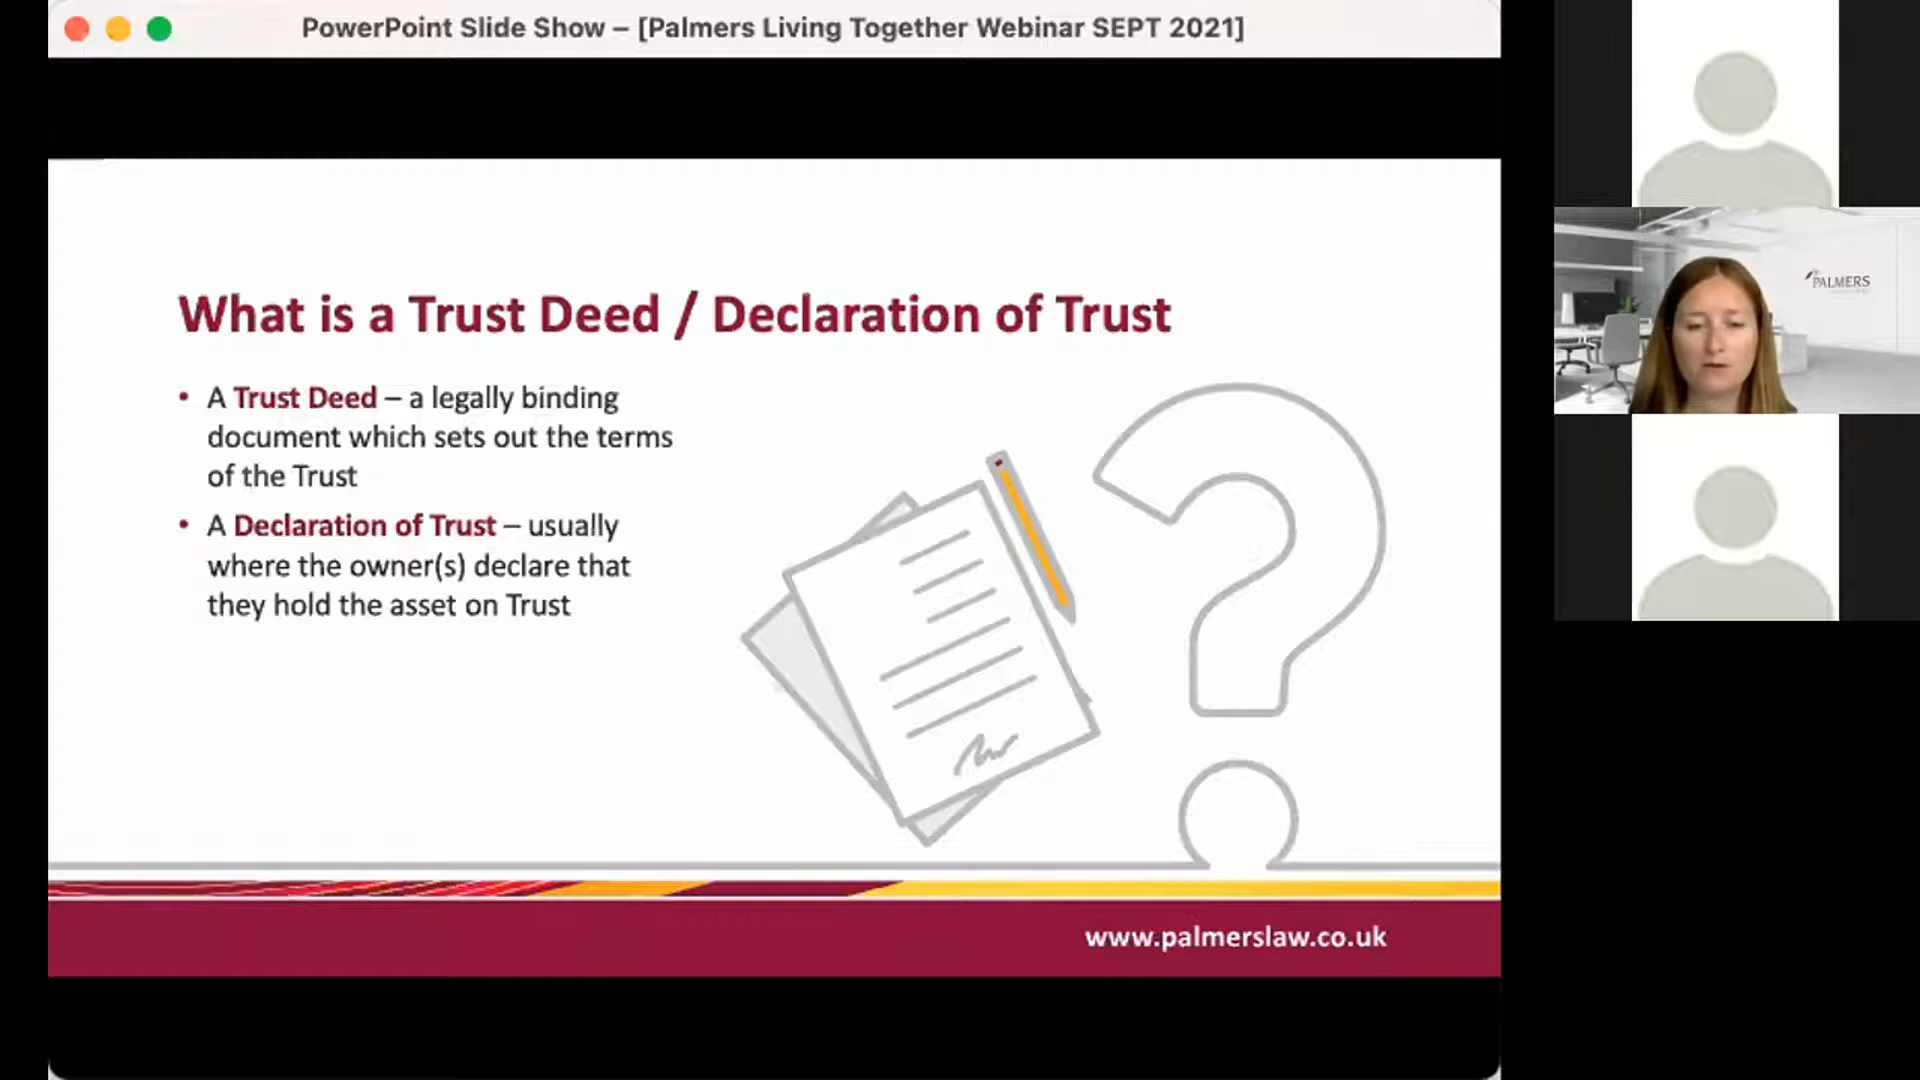 PowerPoint Slide Show – [Palmers Living Together Webinar SEPT 2021]
What is a Trust Deed / Declaration of Trust
• A Trust Deed – a legally binding
document which sets out the terms
of the Trust
• A Declaration of Trust – usually
where the owner(s) declare that
they hold the asset on Trust
www.palmerslaw.co.uk
PALMERS